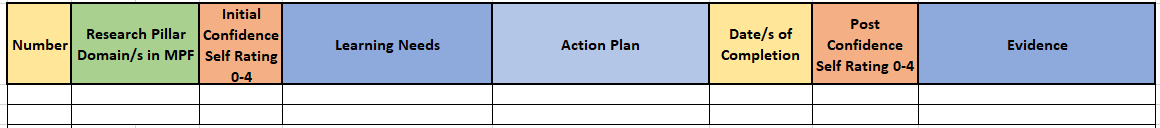 Number
Research Pillar
Domain/s in MPF
Initial
Confidence
Self Rating
0-4
Learning Needs
Action Plan
Date/s of
Completion
Post
Confidence
Self Rating 0-4
Evidence